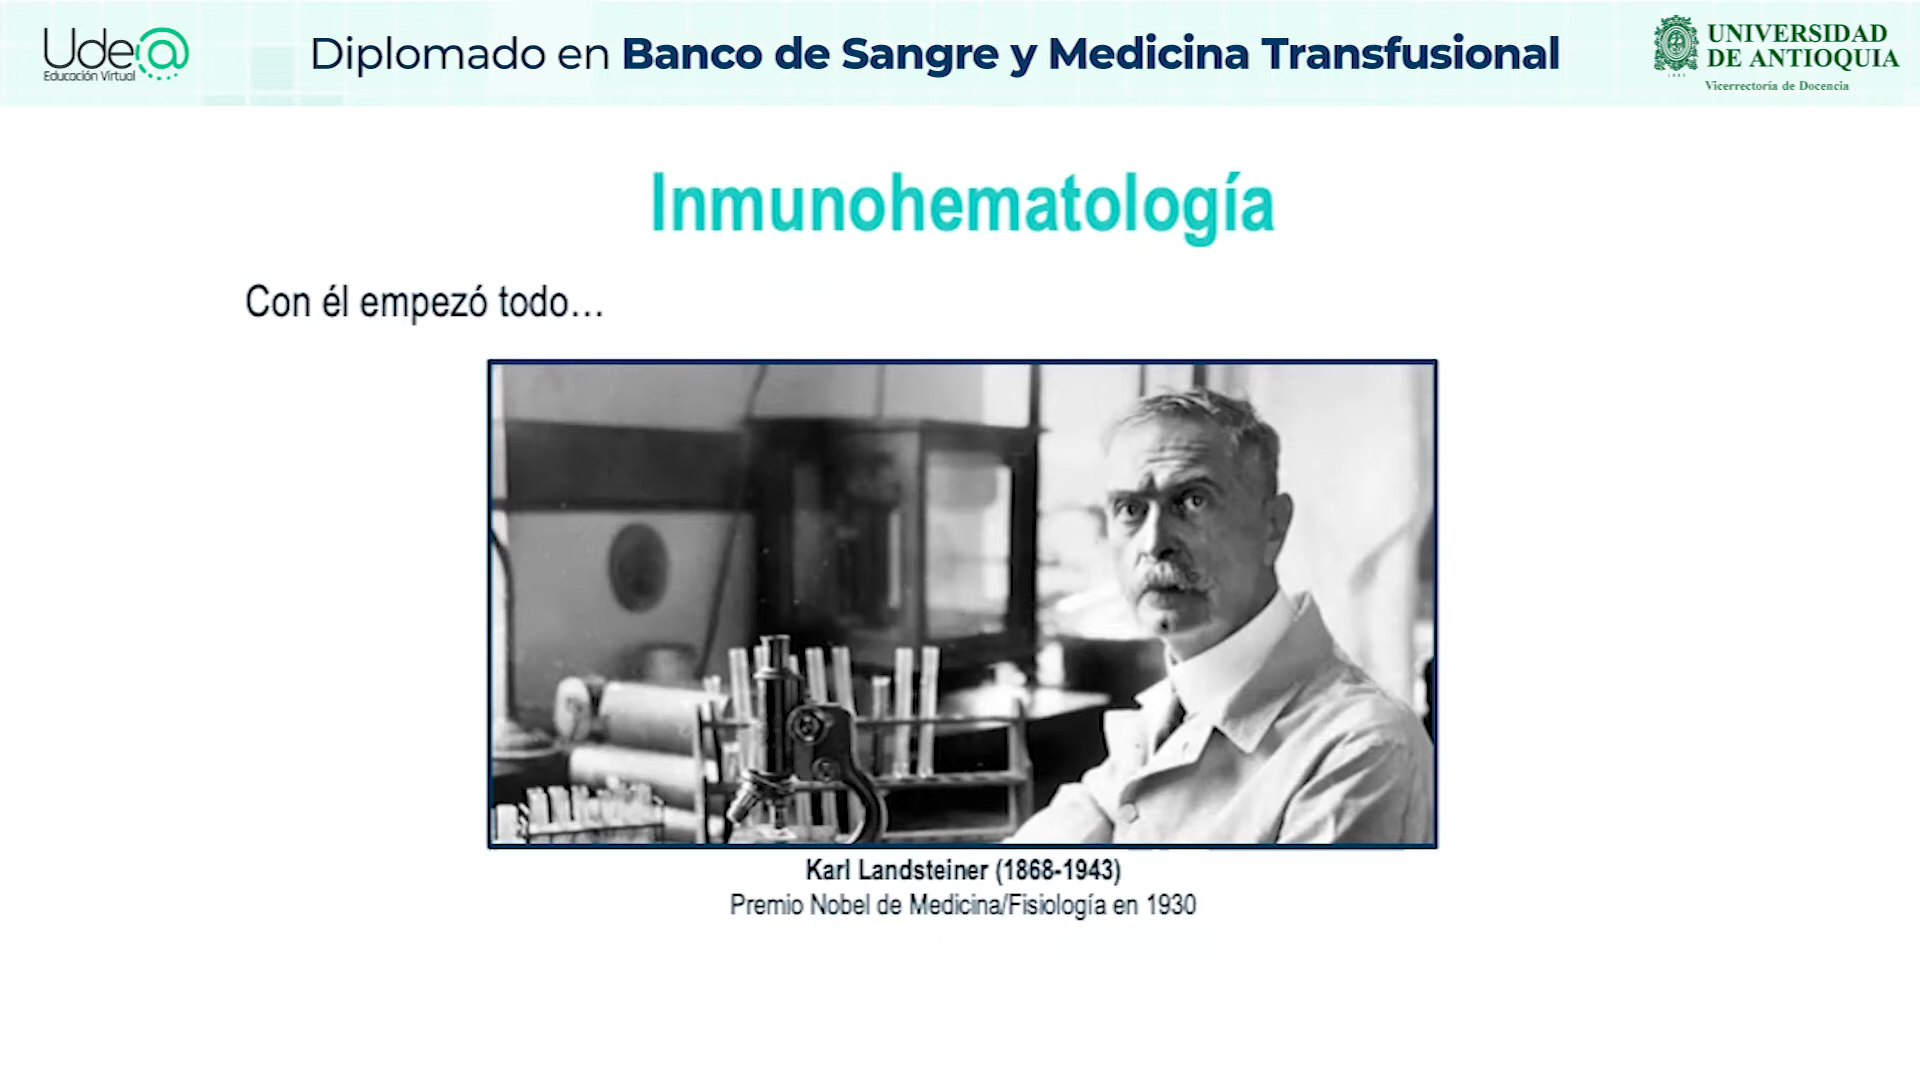 Ude@
Educación Virtual
Diplomado en Banco de Sangre y Medicina Transfusional
UNIVERSIDAD
DE ANTIOQUIA
Vicerrectoría de Docencia
Inmunohematología
Con él empezó todo...
Karl Landsteiner (1868-1943)
Premio Nobel de Medicina/Fisiología en 1930